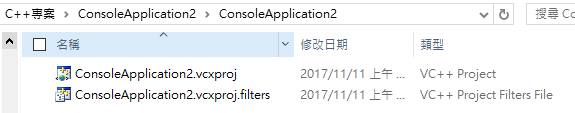 C++專案 > ConsoleApplication2 > ConsoleApplication2
搜尋 Co
名稱 修改日期 類型
ConsoleApplication2.vcxproj 2017/11/11 上午 ... VC++ Project
ConsoleApplication2.vcxproj.filters 2017/11/11 上午 ... VC++ Project Filters File